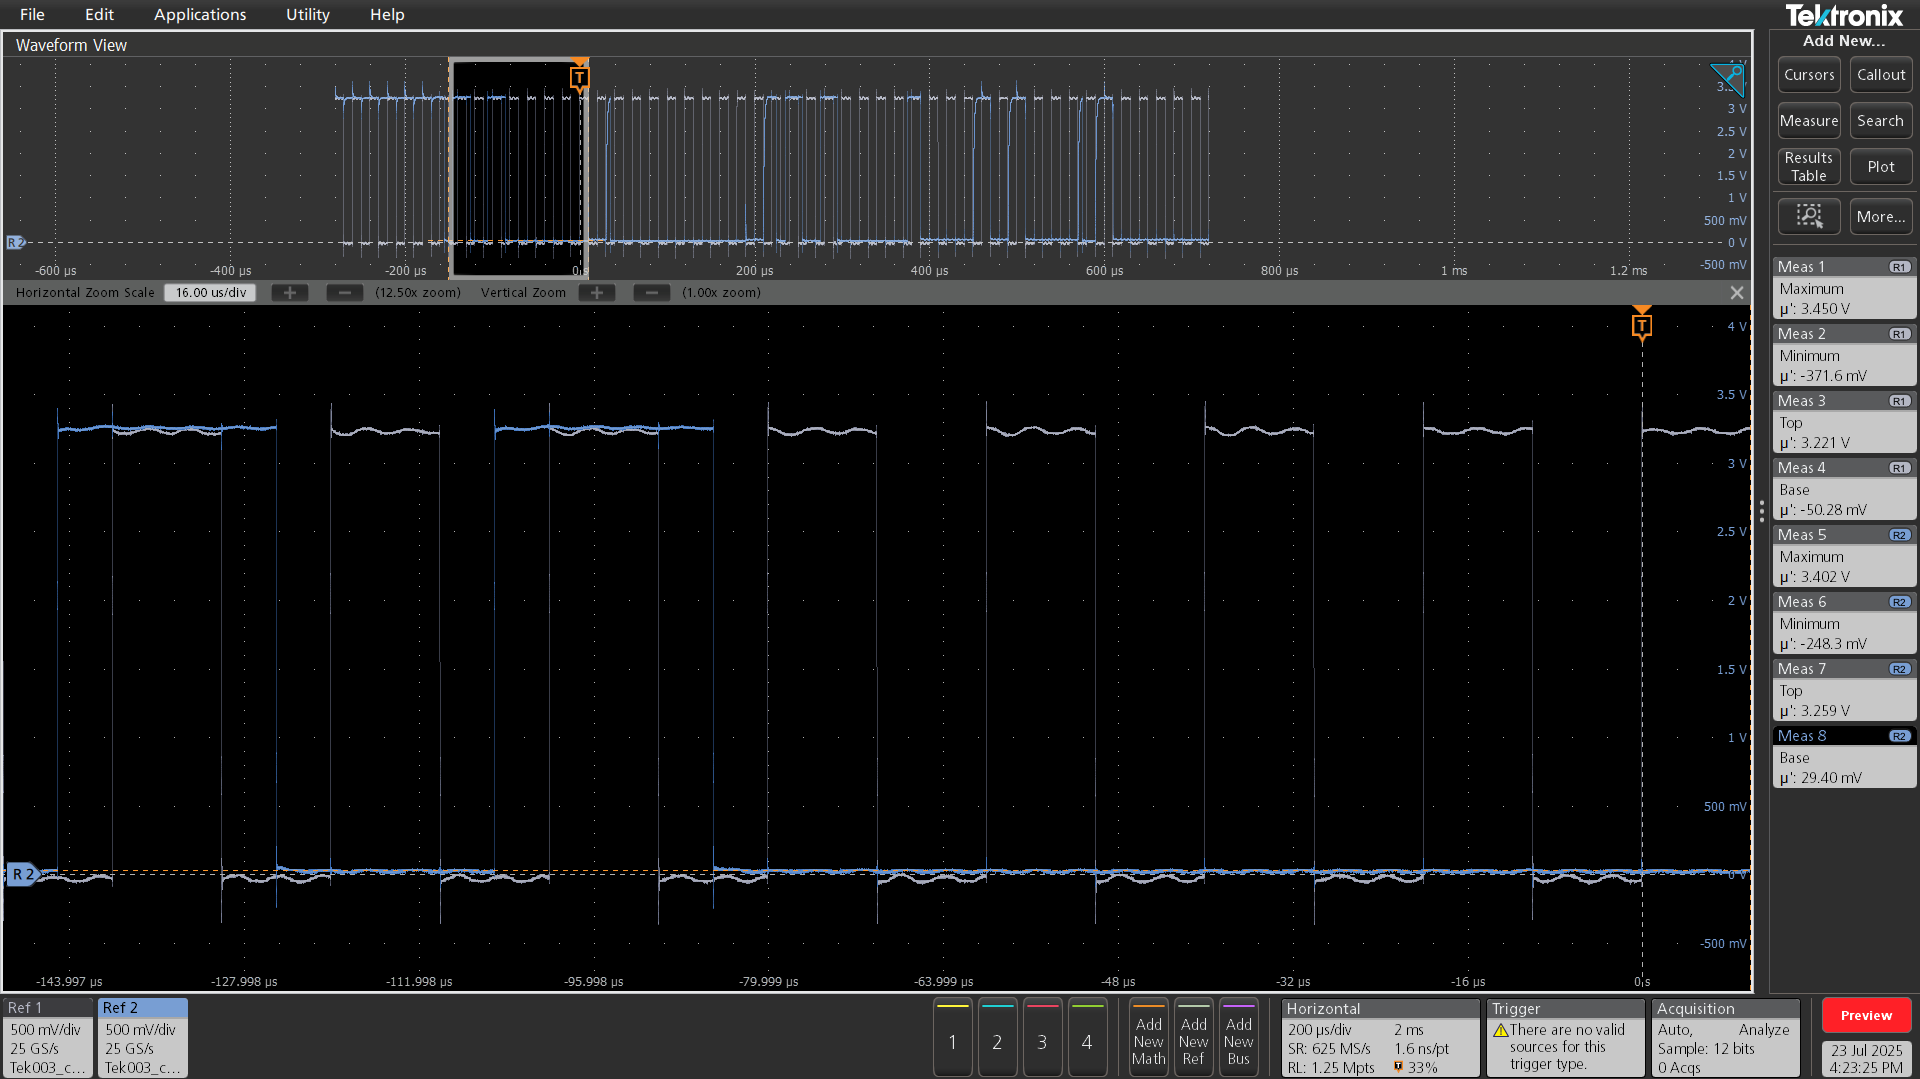 File Edit Applications Utility Help
Tektronix
Waveform View
Add New...
Cursors Callout
Measure Search
Results Table Plot
More...
T
3 V
2.5 V
2 V
1.5 V
1 V
500 mV
0 V
-500 mV
R2
-600 µs -400 µs -200 µs 0 s 200 µs 400 µs 600 µs 800 µs 1 ms 1.2 ms
Horizontal Zoom Scale 16.00 us/div + − (12.50x zoom) Vertical Zoom + − (1.00x zoom)
T
4 V
3.5 V
3 V
2.5 V
2 V
1.5 V
1 V
500 mV
0 V
-500 mV
R 2
-143.997 µs -127.998 µs -111.998 µs -95.998 µs -79.999 µs -63.999 µs -48 µs -32 µs -16 µs 0 s
Meas 1 R1
Maximum
µ': 3.450 V
Meas 2 R1
Minimum
µ': -371.6 mV
Meas 3 R1
Top
µ': 3.221 V
Meas 4 R1
Base
µ': -50.28 mV
Meas 5 R2
Maximum
µ': 3.402 V
Meas 6 R2
Minimum
µ': -248.3 mV
Meas 7 R2
Top
µ': 3.259 V
Meas 8 R2
Base
µ': 29.40 mV
Ref 1
500 mV/div
25 GS/s
Tek003_c...
Ref 2
500 mV/div
25 GS/s
Tek003_c...
1 2 3 4
Add New Math
Add New Ref
Add New Bus
Horizontal
200 µs/div 2 ms
SR: 625 MS/s 1.6 ns/pt
RL: 1.25 Mpts T 33%
Trigger
There are no valid
sources for this
trigger type.
Acquisition
Auto, Analyze
Sample: 12 bits
0 Acqs
Preview
23 Jul 2025
4:23:25 PM